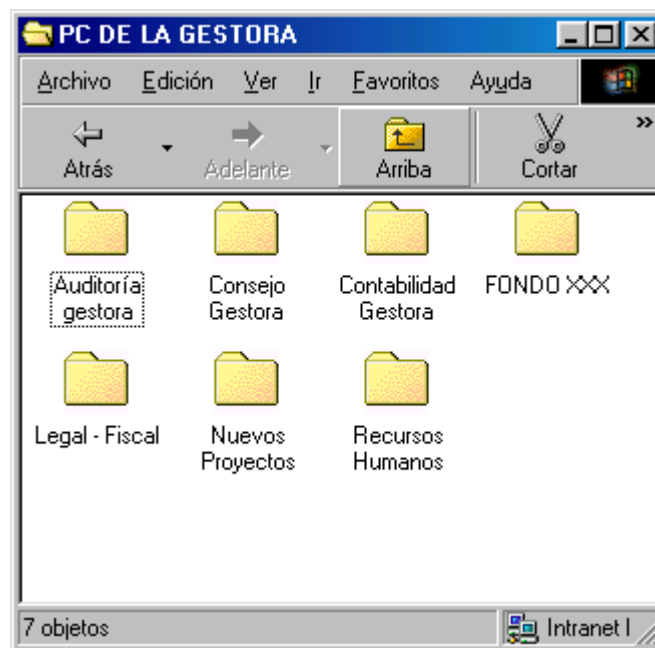 PC DE LA GESTORA
Archivo Edición Ver Ir Favoritos Ayuda
Atrás Adelante Arriba Cortar »
Auditoría gestora
Consejo Gestora
Contabilidad Gestora
FONDO XXX
Legal - Fiscal
Nuevos Proyectos
Recursos Humanos
7 objetos
Intranet l